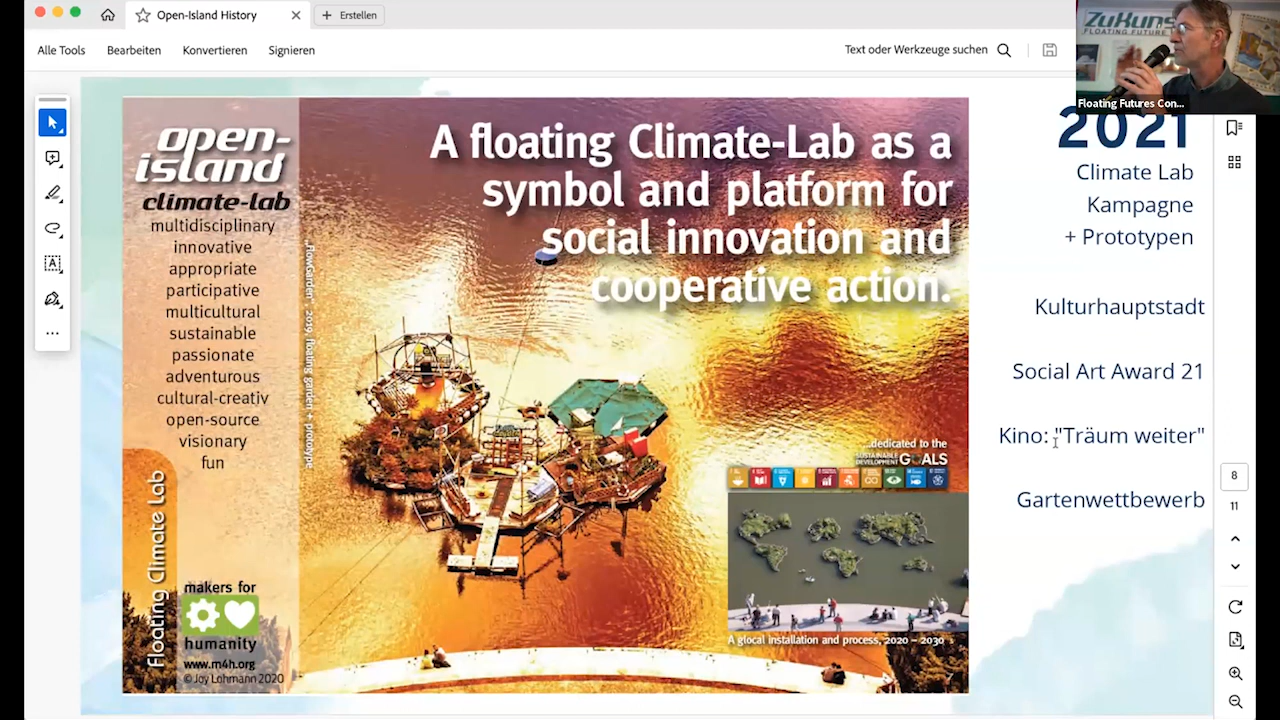 Open-Island History
Erstellen
Alle Tools
Bearbeiten
Konvertieren
Signieren
Text oder Werkzeuge suchen
ZuKuns
FLOATING FUTURE
Floating Futures Con...
open-
island
climate-lab
multidisciplinary
innovative
appropriate
participative
multicultural
sustainable
passionate
adventurous
cultural-creativ
open-source
visionary
fun
Floating Climate Lab
makers for
humanity
www.m4h.org
© Joy Lohmann 2020
"Flowgarden" 2019, floating garden + prototype
A floating Climate-Lab as a
symbol and platform for
social innovation and
cooperative action.
...dedicated to the
SUSTAINABLE
DEVELOPMENT
GOALS
A glocal installation and process, 2020 – 2030
2021
Climate Lab
Kampagne
+ Prototypen
Kulturhauptstadt
Social Art Award 21
Kino: "Träum weiter"
Gartenwettbewerb
8
11